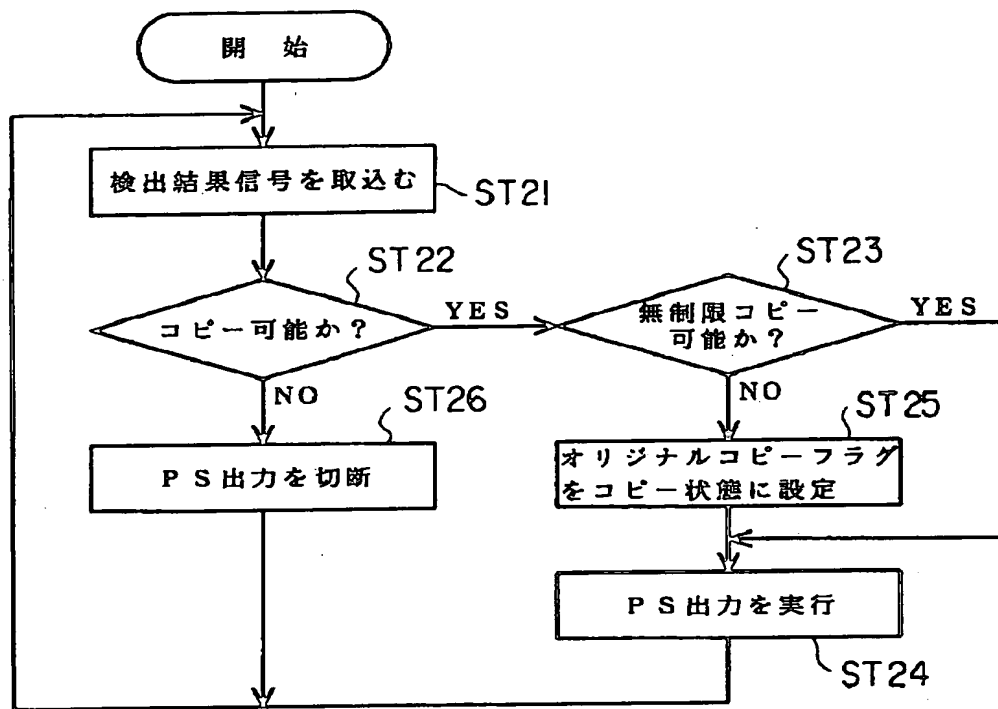 開 始
検出結果信号を取込む
ST21
ST22
コピー可能か?
YES
ST23
無制限コピー
可能か?
YES
NO
ST26
PS出力を切断
NO
ST25
オリジナルコピーフラグ
をコピー状態に設定
PS出力を実行
ST24